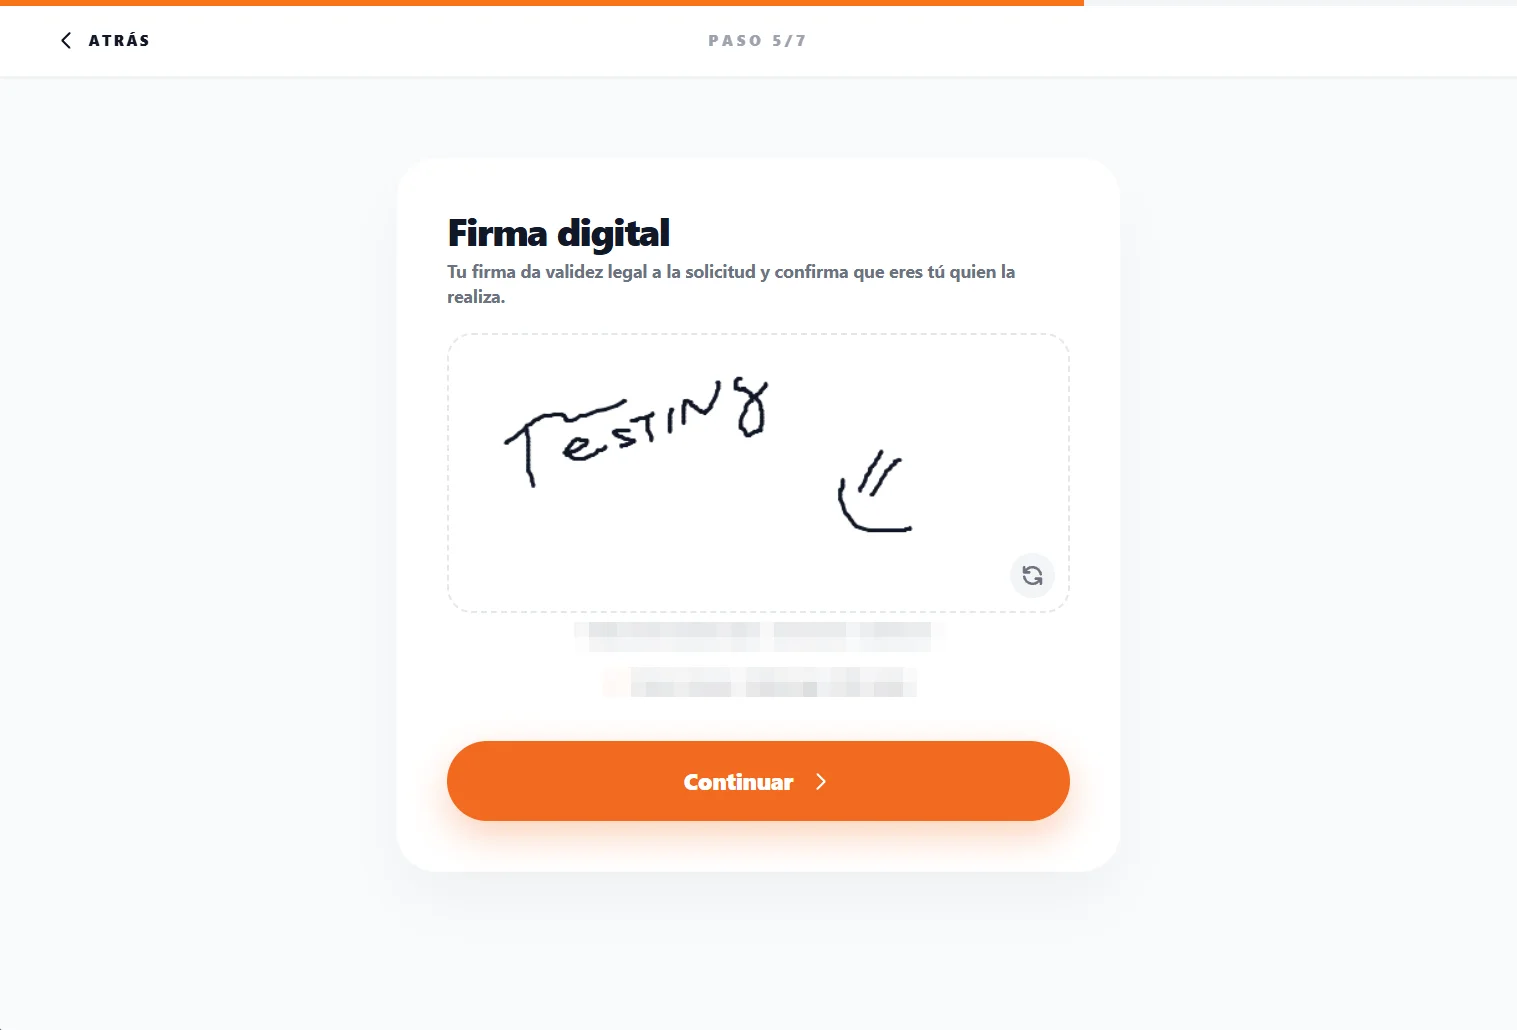 ATRÁS
PASO 5/7
Firma digital
Tu firma da validez legal a la solicitud y confirma que eres tú quien la
realiza.
TesTINg
Continuar